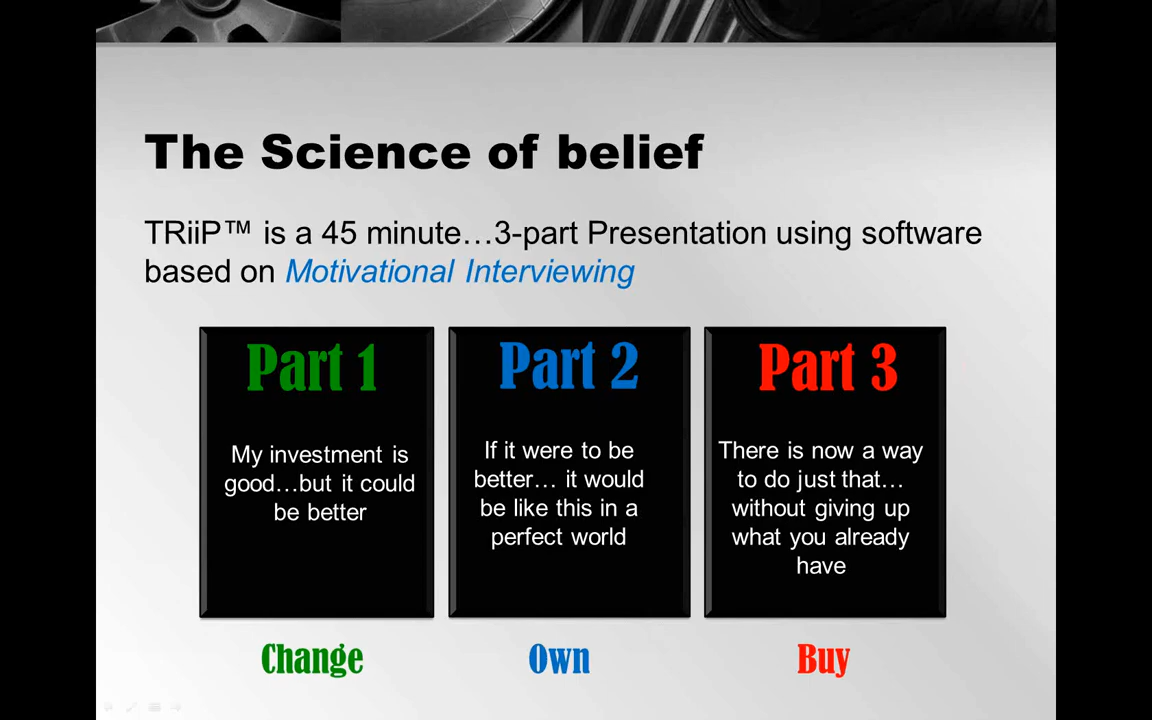 The Science of belief
TRiiP™ is a 45 minute…3-part Presentation using software
based on Motivational Interviewing
Part 1
My investment is
good…but it could
be better
Change
Part 2
If it were to be
better… it would
be like this in a
perfect world
Own
Part 3
There is now a way
to do just that…
without giving up
what you already
have
Buy